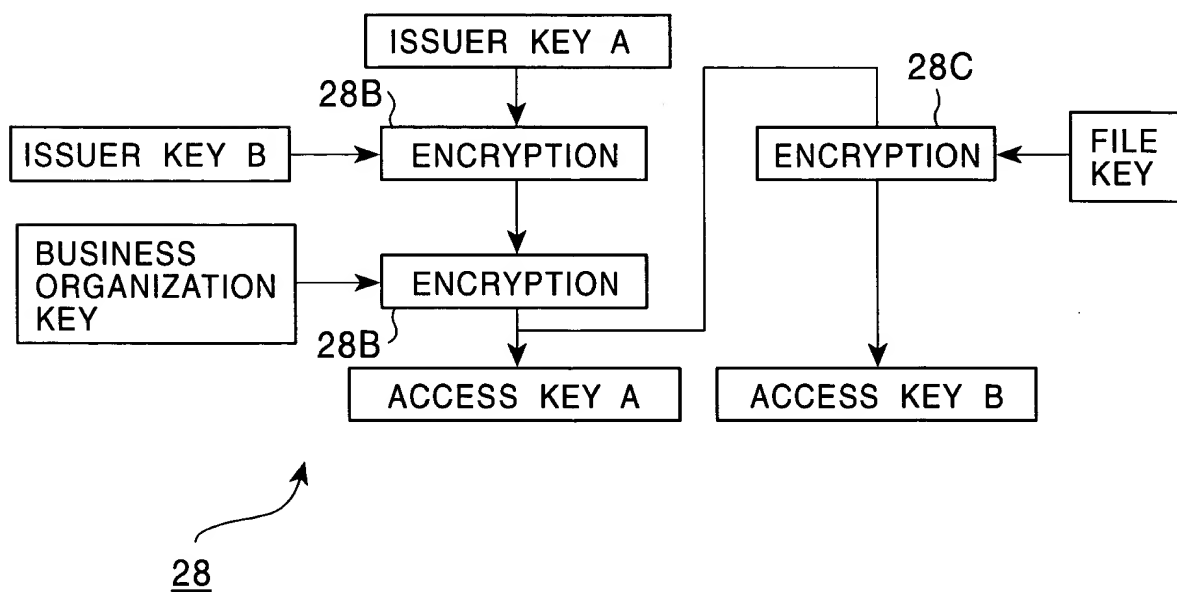 ISSUER KEY A
28B
28C
ISSUER KEY B
ENCRYPTION
ENCRYPTION
FILE
KEY
BUSINESS
ORGANIZATION
KEY
ENCRYPTION
28B
ACCESS KEY A
ACCESS KEY B
28